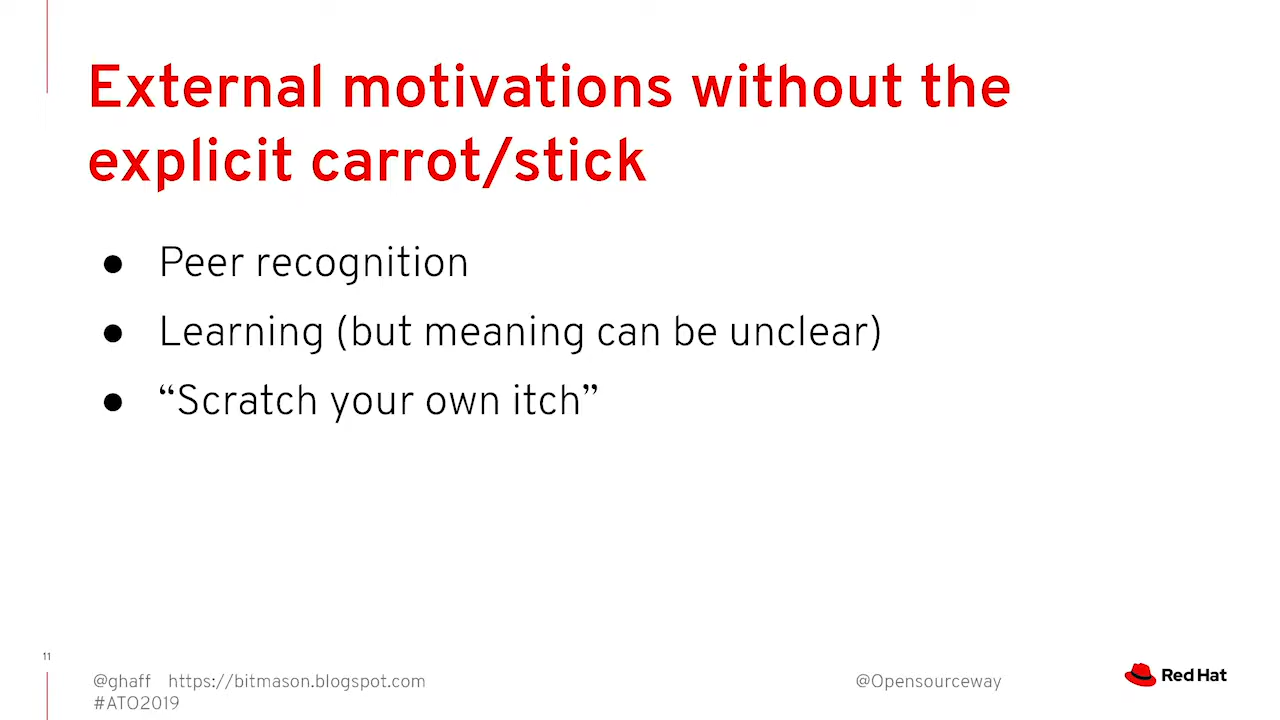 External motivations without the
explicit carrot/stick
● Peer recognition
● Learning (but meaning can be unclear)
● “Scratch your own itch”
11
@ghaff https://bitmason.blogspot.com
#ATO2019
@Opensourceway
Red Hat